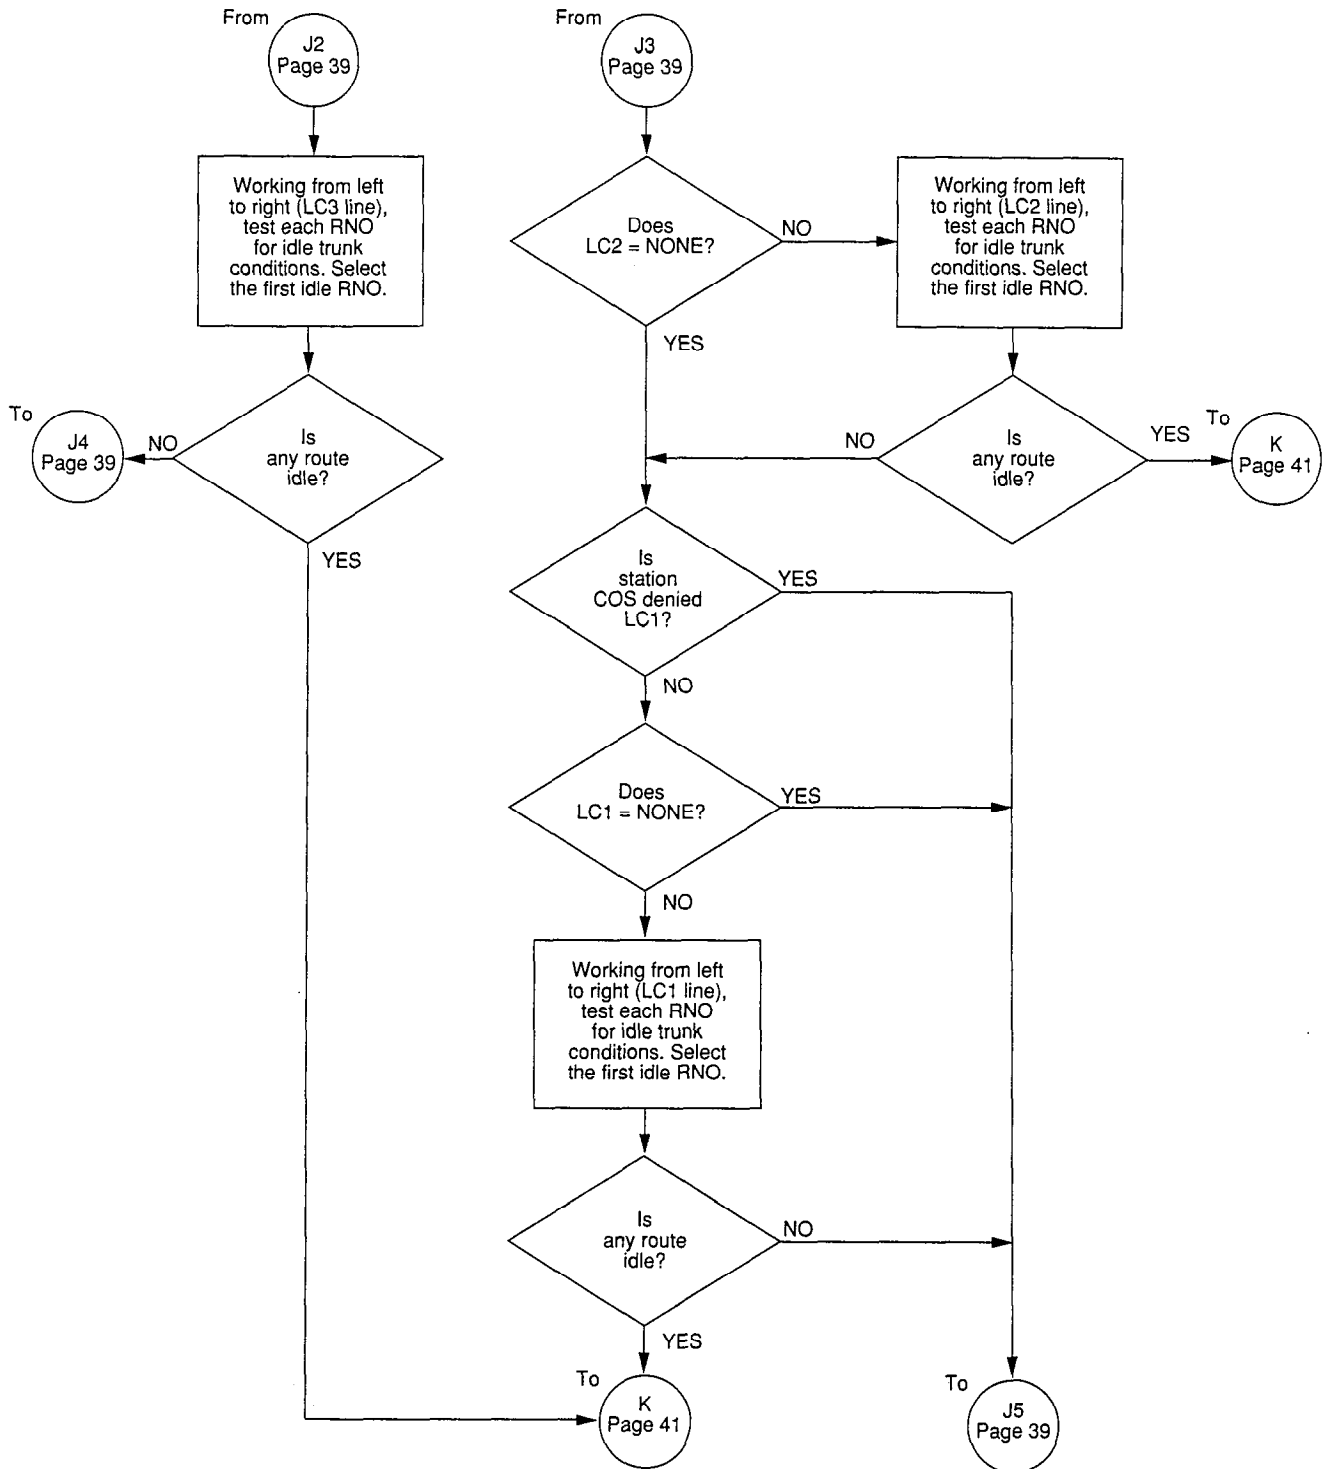 From
J2
Page 39
From
J3
Page 39
Working from left
to right (LC3 line),
test each RNO
for idle trunk
conditions. Select
the first idle RNO.
Does
LC2 = NONE?
NO
Working from left
to right (LC2 line),
test each RNO
for idle trunk
conditions. Select
the first idle RNO.
YES
To
J4
Page 39
NO
Is
any route
idle?
YES
NO
Is
any route
idle?
YES
To
K
Page 41
Is
station
COS denied
LC1?
YES
NO
Does
LC1 = NONE?
YES
NO
Working from left
to right (LC1 line),
test each RNO
for idle trunk
conditions. Select
the first idle RNO.
Is
any route
idle?
NO
YES
To
K
Page 41
To
J5
Page 39